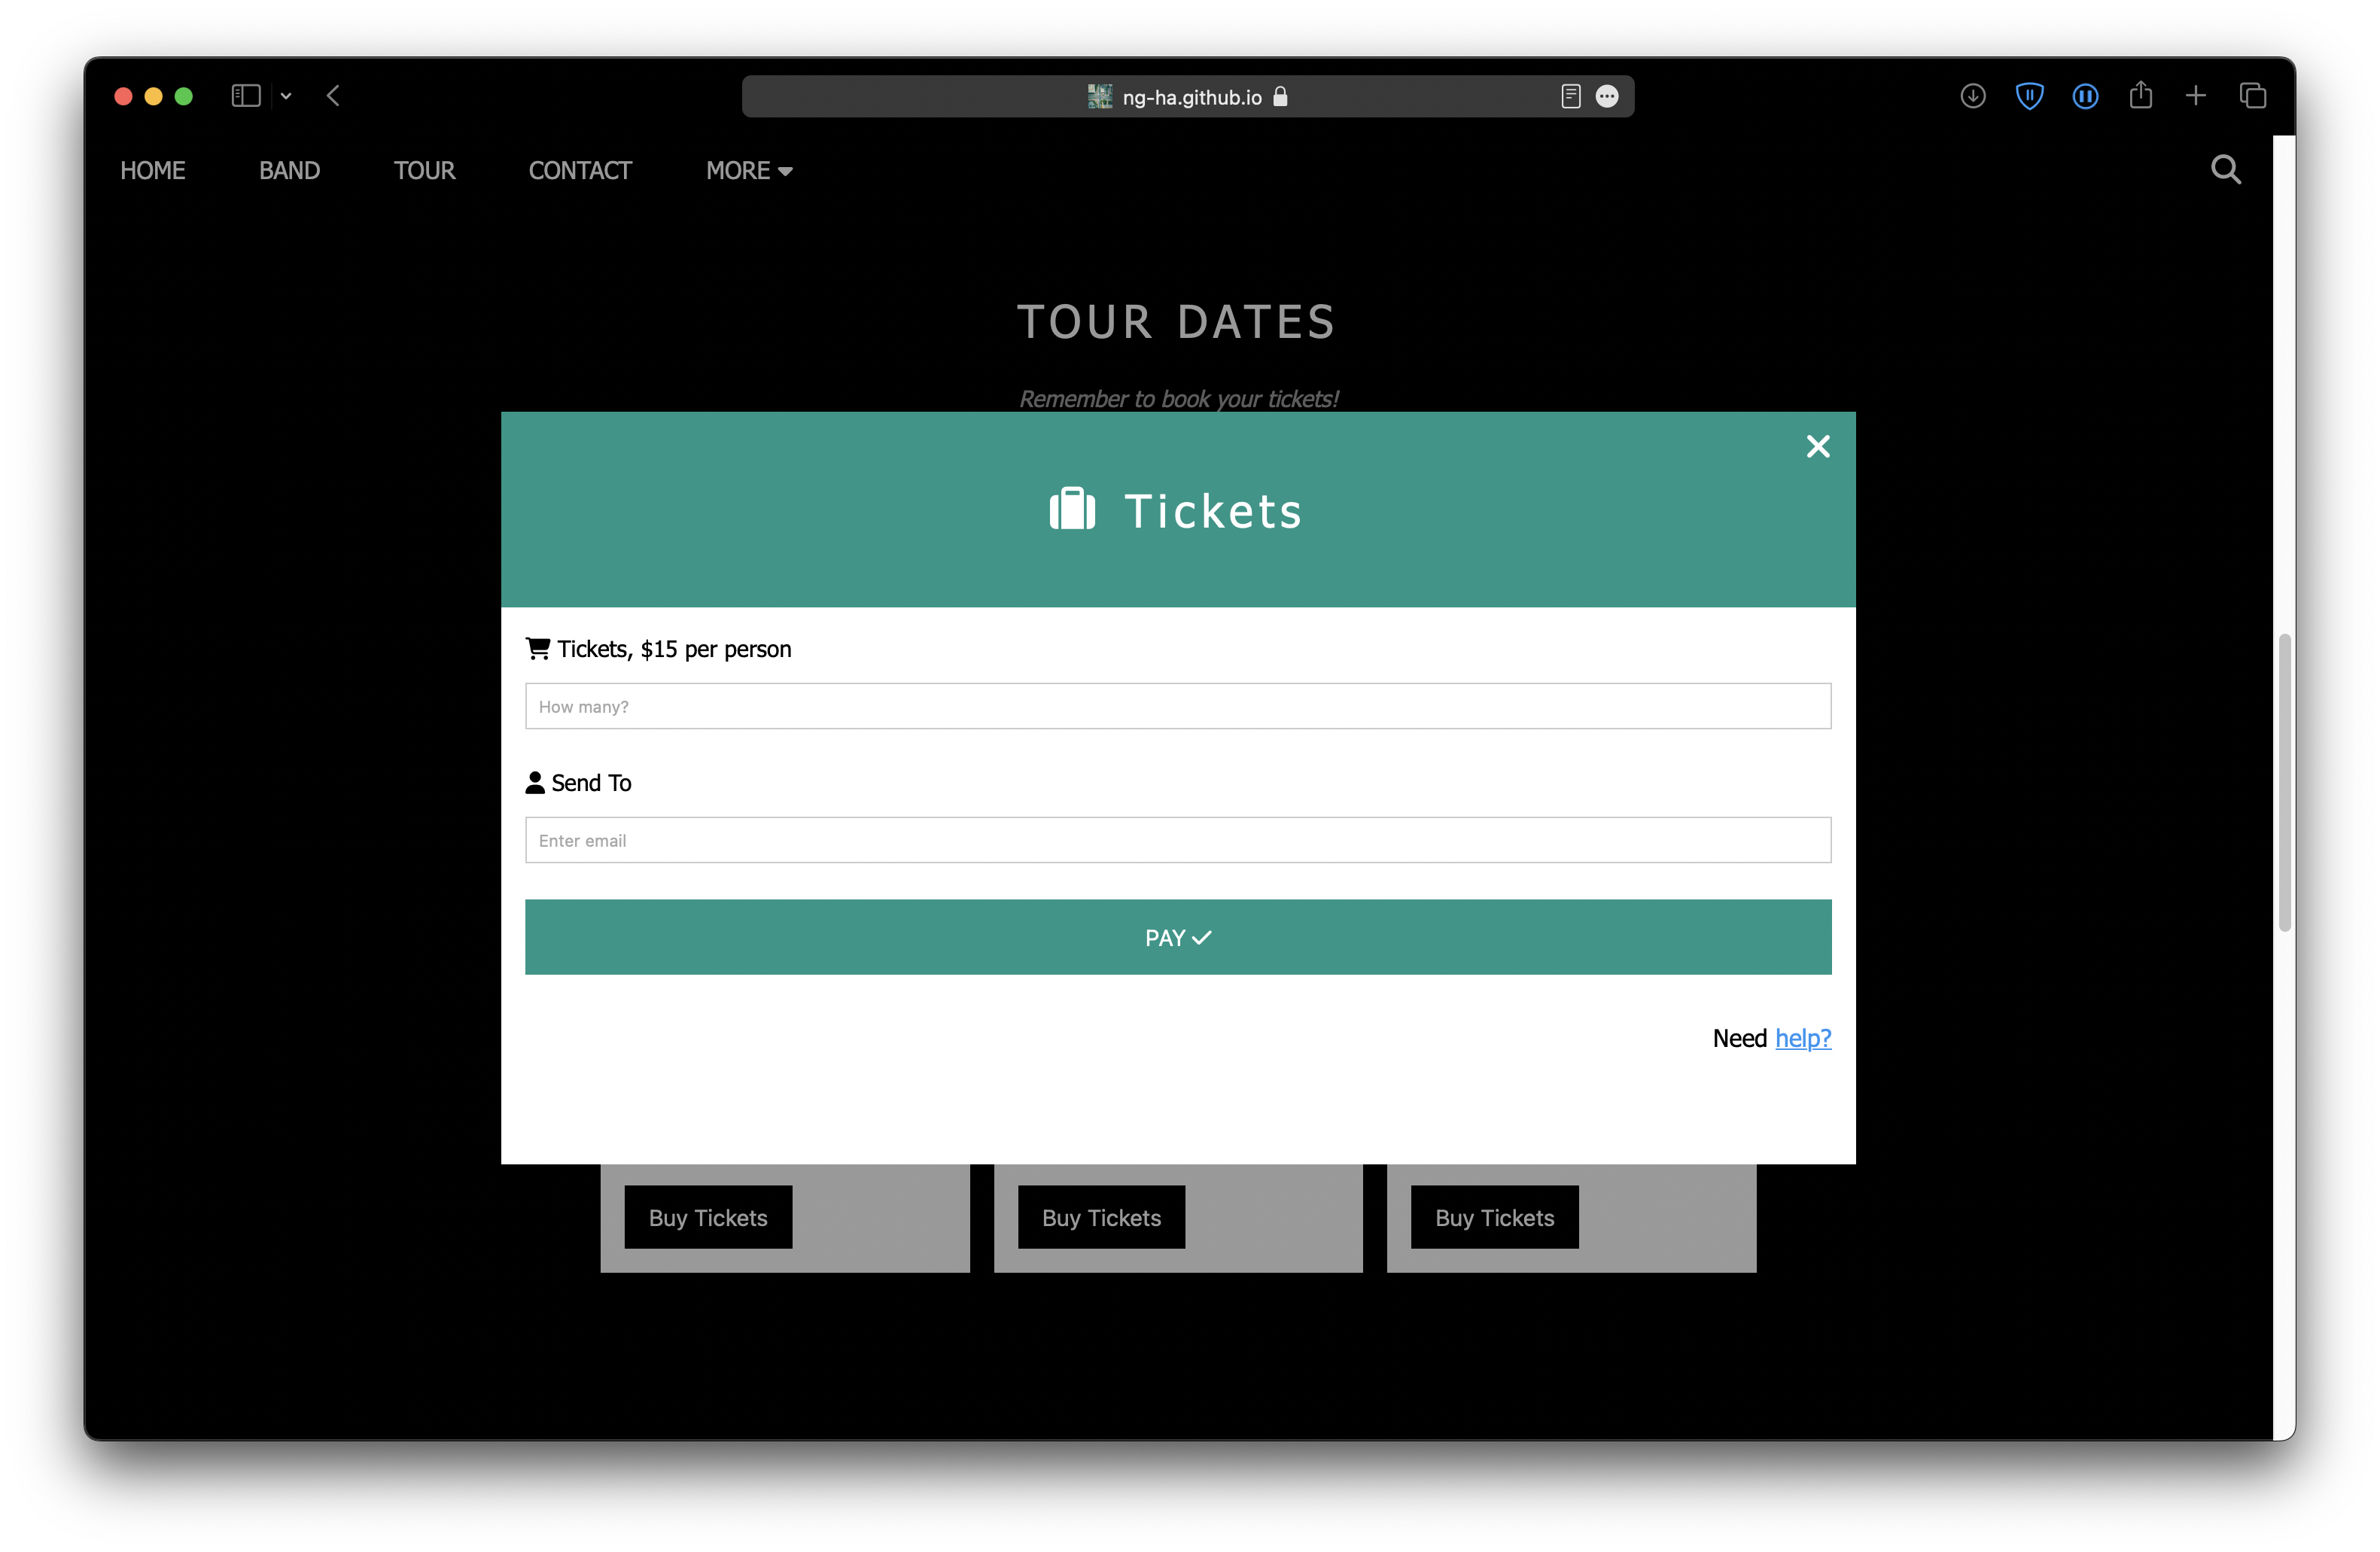 ng-ha.github.io
HOME BAND TOUR CONTACT MORE
TOUR DATES
Remember to book your tickets!
Tickets
Tickets, $15 per person
How many?
Send To
Enter email
PAY
Need help?
Buy Tickets Buy Tickets Buy Tickets